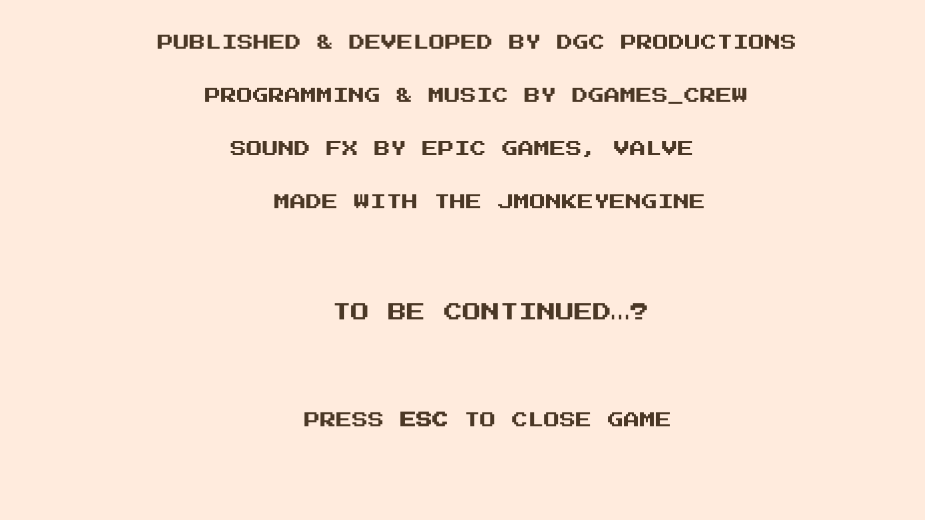 PUBLISHED & DEVELOPED BY DGC PRODUCTIONS
PROGRAMMING & MUSIC BY DGAMES_CREW
SOUND FX BY EPIC GAMES, VALVE
MADE WITH THE JMONKEYENGINE
TO BE CONTINUED...?
PRESS ESC TO CLOSE GAME